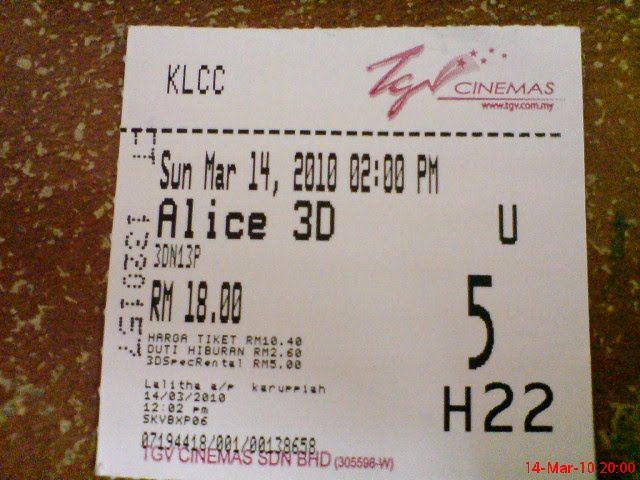 KLCC
TGV CINEMAS
www.tgv.com.my
Sun Mar 14, 2010 02:00 PM
Alice 3D
U
3DN13P
RM 18.00
5
HARGA TIKET RM10.40
DUTI HIBURAN RM2.60
3DSpecRental RM5.00
Lalitha a/p karuppiah
14/03/2010
12:02 pm
SKVBXP06
H22
07194418/001/00138658
TGV CINEMAS SDN BHD (305598-W)
14-Mar-10 20:00